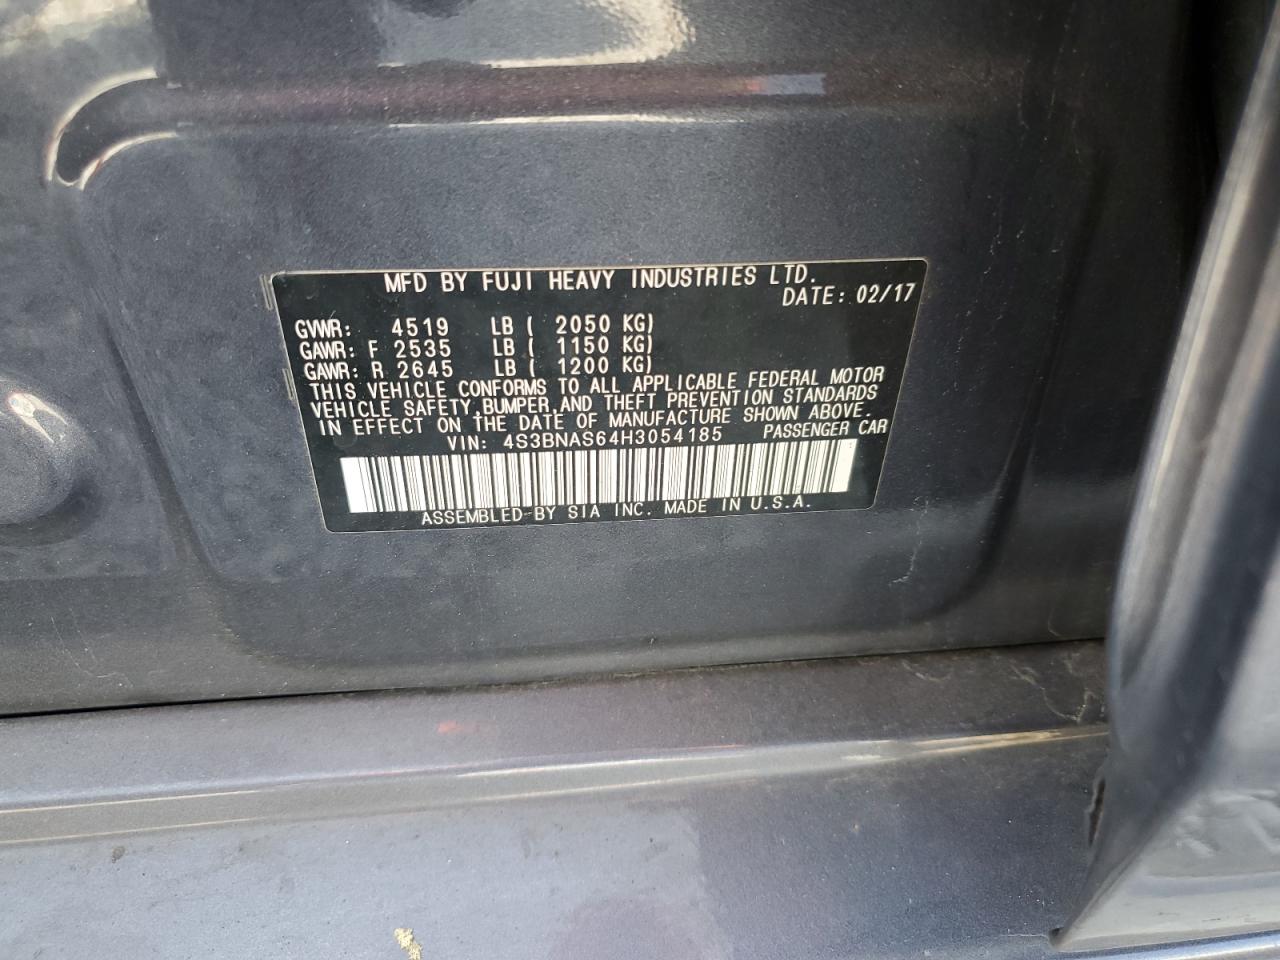 MFD BY FUJI HEAVY INDUSTRIES LTD.
DATE: 02/17
GVWR: 4519 LB ( 2050 KG)
GAWR: F 2535 LB ( 1150 KG)
GAWR: R 2645 LB ( 1200 KG)
THIS VEHICLE CONFORMS TO ALL APPLICABLE FEDERAL MOTOR
VEHICLE SAFETY,BUMPER,AND THEFT PREVENTION STANDARDS
IN EFFECT ON THE DATE OF MANUFACTURE SHOWN ABOVE.
VIN: 4S3BNAS64H3054185 PASSENGER CAR
ASSEMBLED BY SIA INC. MADE IN U.S.A.